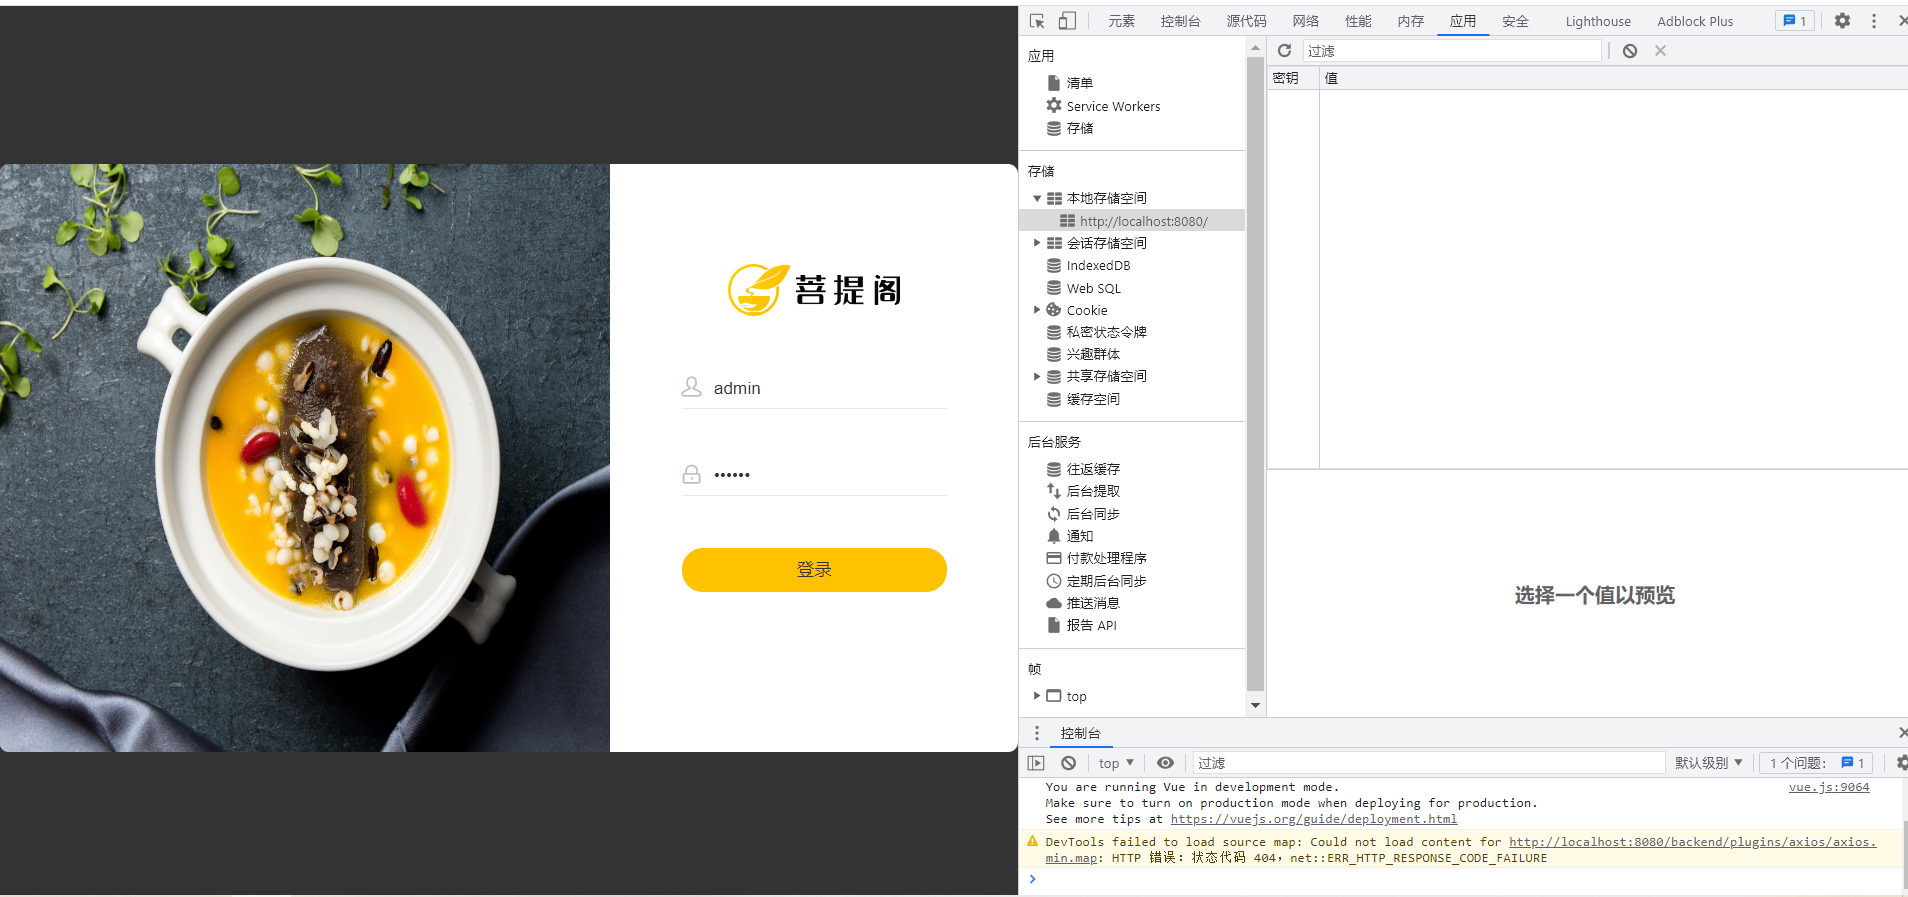 菩提阁
admin
••••••
登录
元素 控制台 源代码 网络 性能 内存 应用 安全 Lighthouse Adblock Plus 1
应用
清单
Service Workers
存储
存储
本地存储空间
http://localhost:8080/
会话存储空间
IndexedDB
Web SQL
Cookie
私密状态令牌
兴趣群体
共享存储空间
缓存空间
后台服务
往返缓存
后台提取
后台同步
通知
付款处理程序
定期后台同步
推送消息
报告 API
帧
top
过滤
密钥 值
选择一个值以预览
控制台
top ▼ 过滤 默认级别 ▼ 1 个问题: 1
You are running Vue in development mode. vue.js:9064
Make sure to turn on production mode when deploying for production.
See more tips at https://vuejs.org/guide/deployment.html
DevTools failed to load source map: Could not load content for http://localhost:8080/backend/plugins/axios/axios.
min.map: HTTP 错误: 状态代码 404, net::ERR_HTTP_RESPONSE_CODE_FAILURE